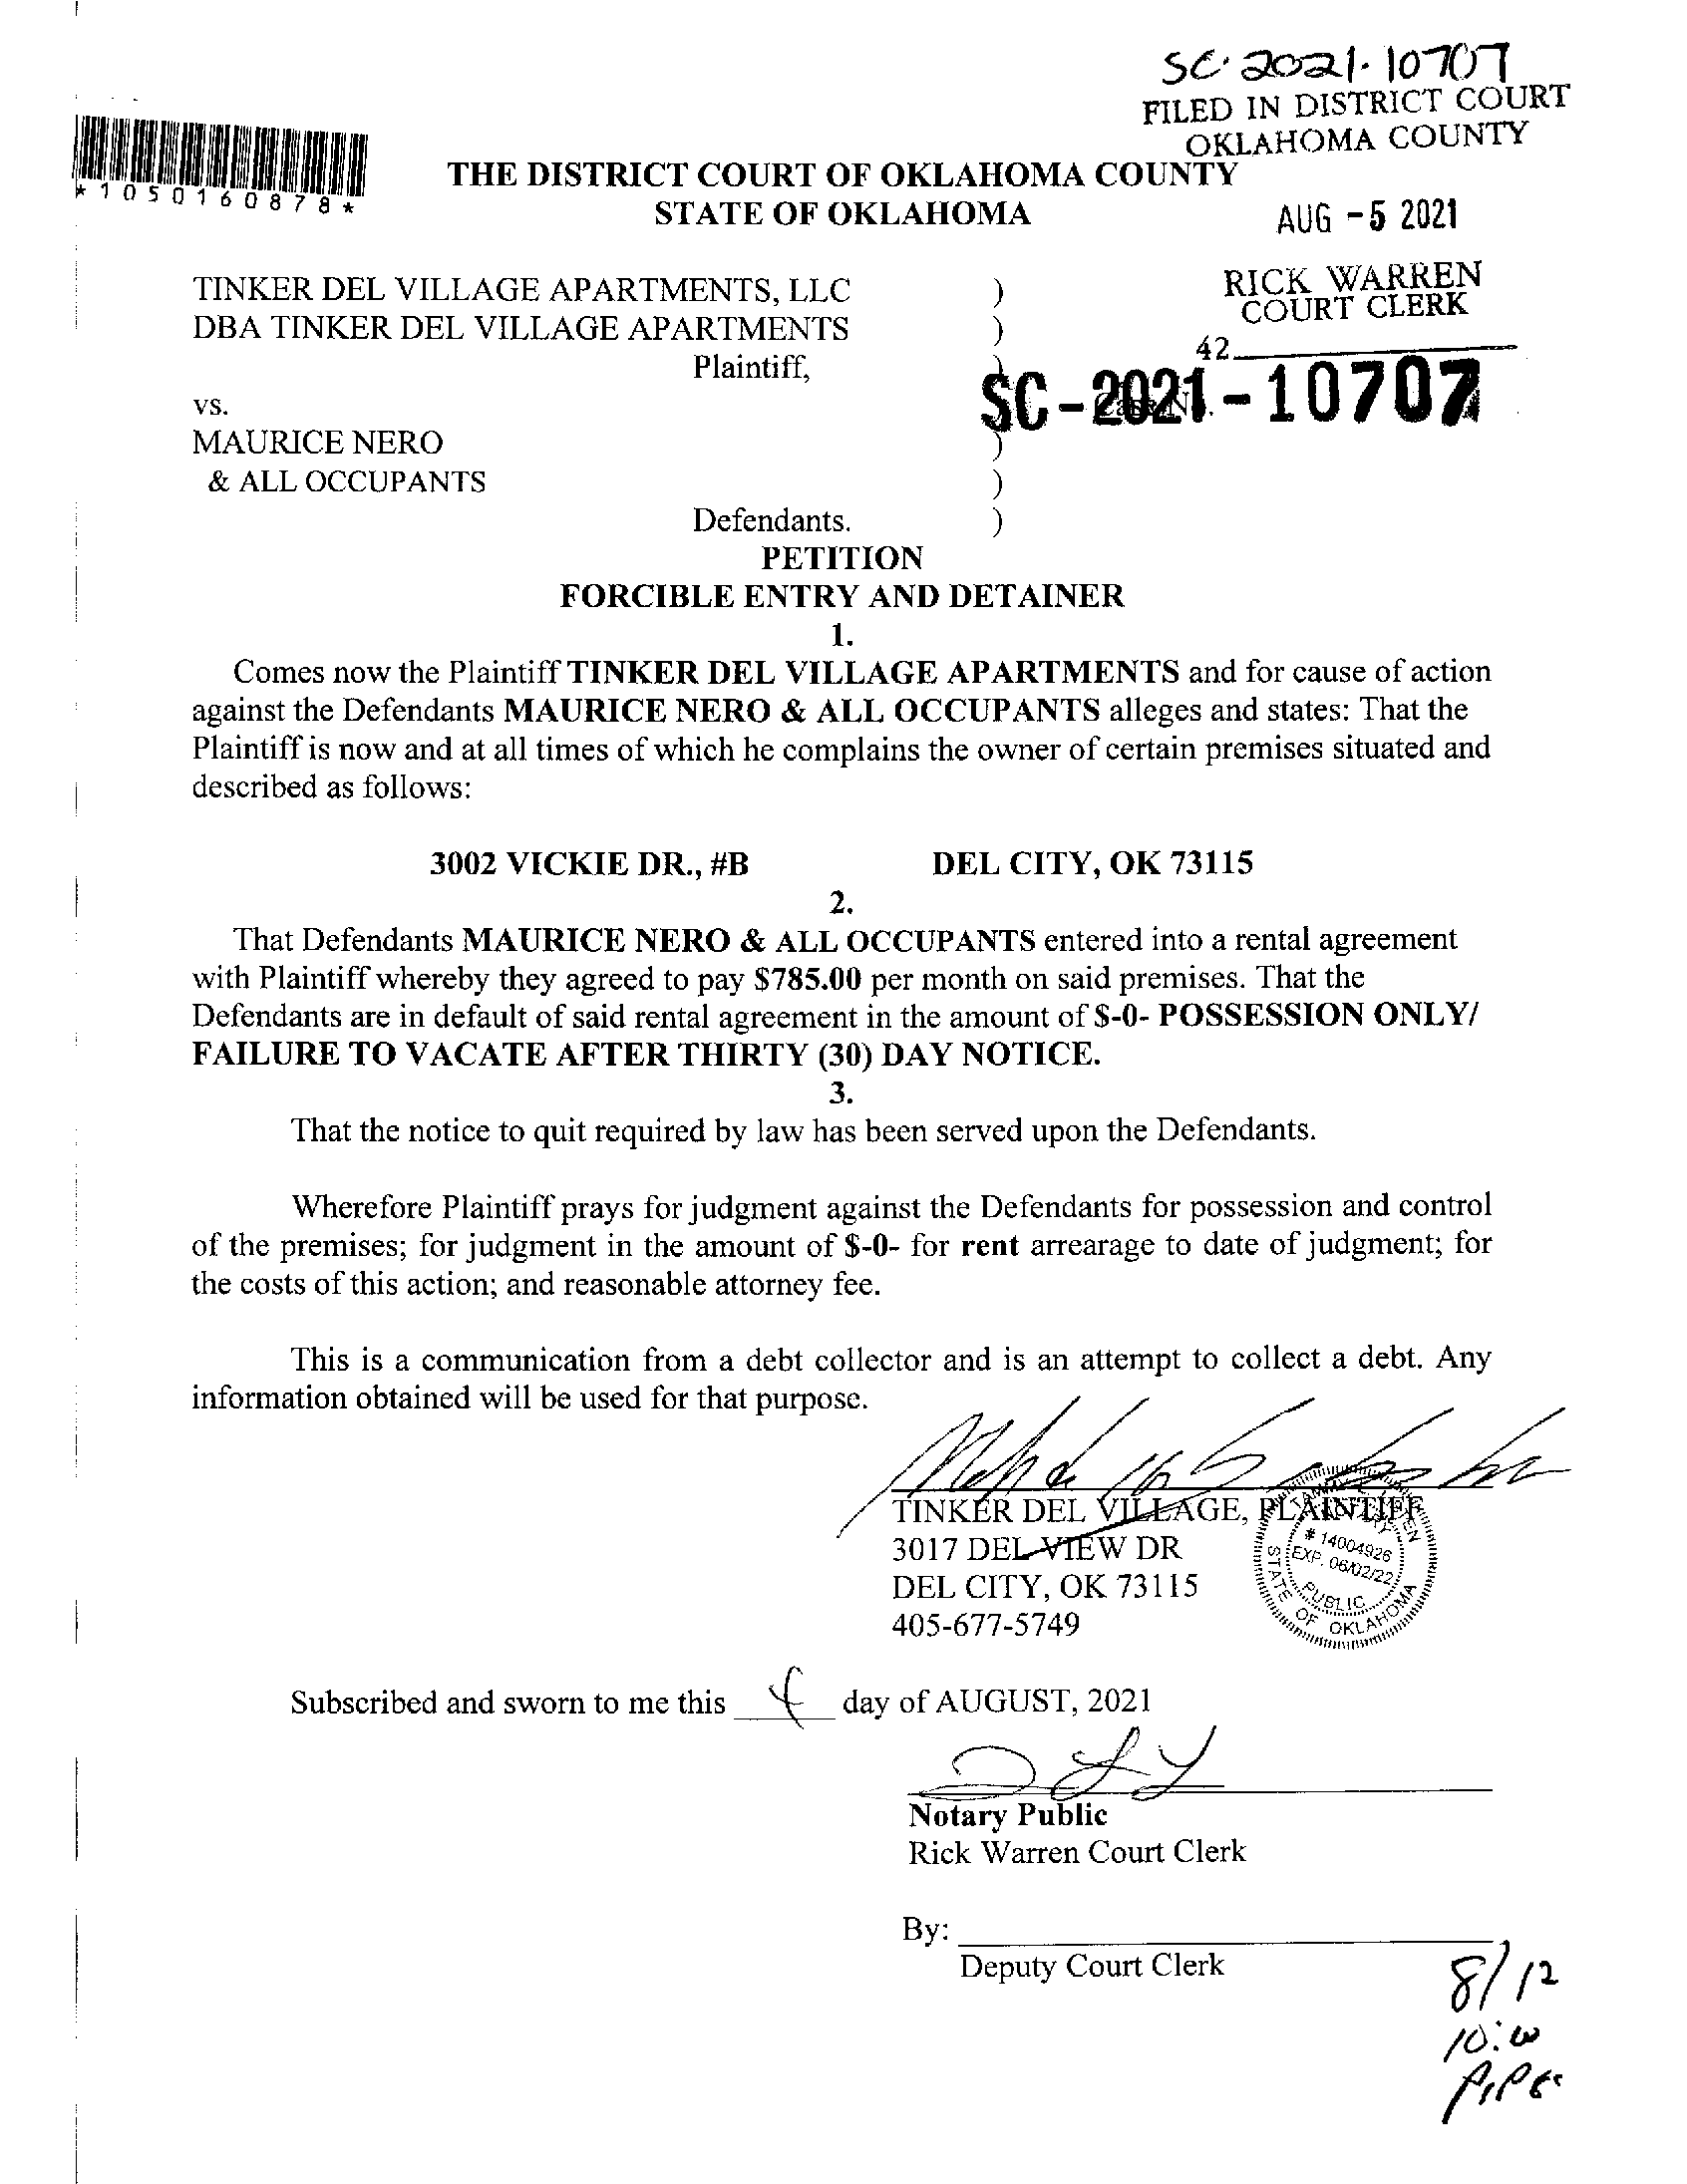 SC-2021-10707
FILED IN DISTRICT COURT
OKLAHOMA COUNTY
*1050160878*
THE DISTRICT COURT OF OKLAHOMA COUNTY
STATE OF OKLAHOMA
AUG -5 2021
RICK WARREN
COURT CLERK
42
TINKER DEL VILLAGE APARTMENTS, LLC )
DBA TINKER DEL VILLAGE APARTMENTS )
Plaintiff, )
SC-2021-10707
Case No.
vs.
MAURICE NERO )
& ALL OCCUPANTS )
Defendants. )
PETITION
FORCIBLE ENTRY AND DETAINER
1.
Comes now the Plaintiff TINKER DEL VILLAGE APARTMENTS and for cause of action
against the Defendants MAURICE NERO & ALL OCCUPANTS alleges and states: That the
Plaintiff is now and at all times of which he complains the owner of certain premises situated and
described as follows:
3002 VICKIE DR., #B DEL CITY, OK 73115
2.
That Defendants MAURICE NERO & ALL OCCUPANTS entered into a rental agreement
with Plaintiff whereby they agreed to pay $785.00 per month on said premises. That the
Defendants are in default of said rental agreement in the amount of $-0- POSSESSION ONLY/
FAILURE TO VACATE AFTER THIRTY (30) DAY NOTICE.
3.
That the notice to quit required by law has been served upon the Defendants.
Wherefore Plaintiff prays for judgment against the Defendants for possession and control
of the premises; for judgment in the amount of $-0- for rent arrearage to date of judgment; for
the costs of this action; and reasonable attorney fee.
This is a communication from a debt collector and is an attempt to collect a debt. Any
information obtained will be used for that purpose.
TINKER DEL VILLAGE, PLAINTIFF
3017 DEL VIEW DR
DEL CITY, OK 73115
405-677-5749
# 14004926
EXP. 06/02/22
PUBLIC
STATE OF OKLAHOMA
Subscribed and sworn to me this 4 day of AUGUST, 2021
Notary Public
Rick Warren Court Clerk
By:
Deputy Court Clerk
8/12
10:00
PIPE